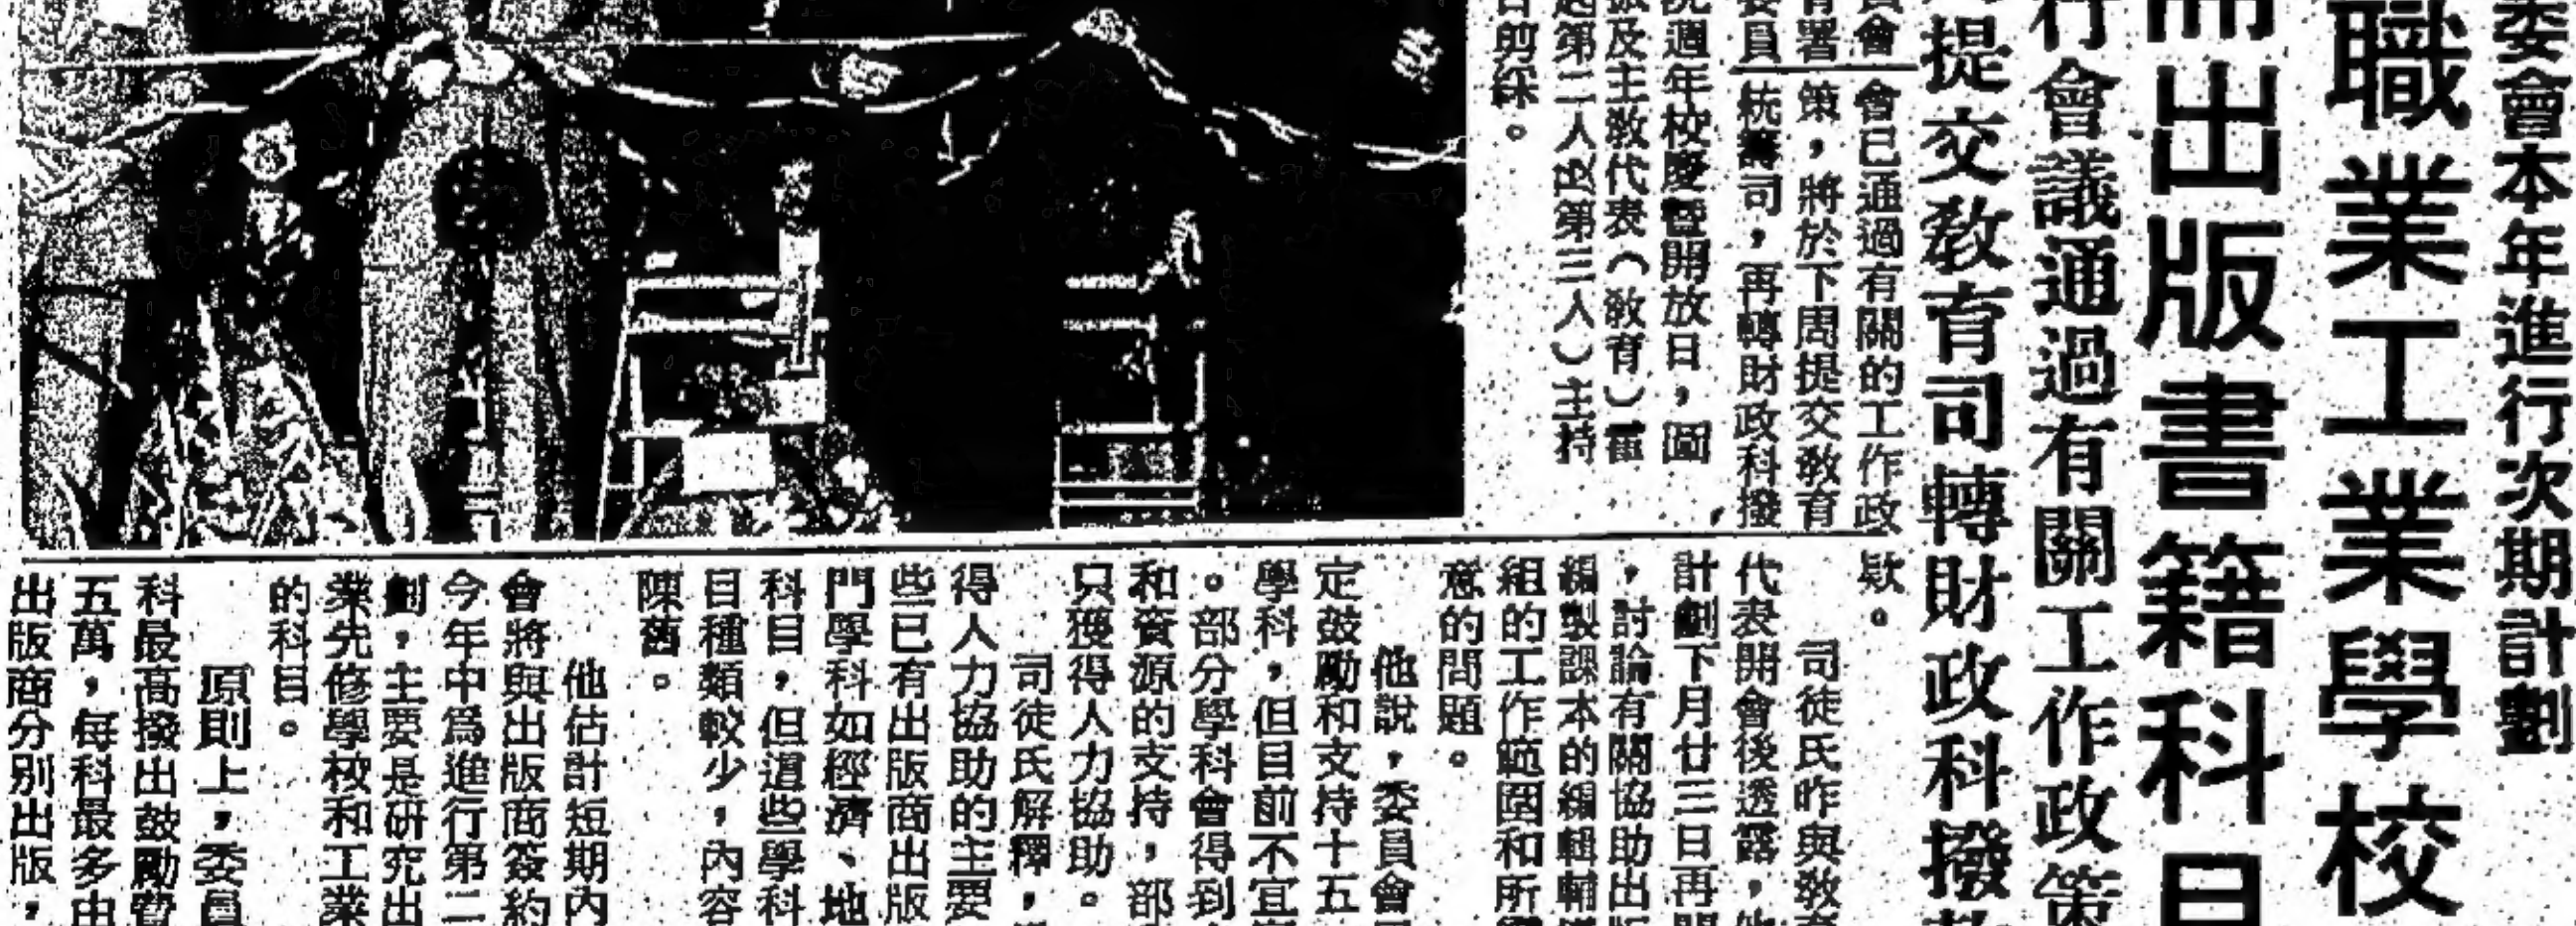 委會本年進行次期計劃
職業工業學校
出版書籍科目
行會議通過有關工作政策
提交教育司轉財政科撥
會
會已通過有關的工作政
署
策，將於下周提交教育
委員
統籌司，再轉財政科撥
款。
週年校慶暨開放日，圖
及主教代表（教育）
第二人或第三人）主持
剪綵。
司徒氏昨與教育
代表開會後透露，他
計劃下月廿三日再開
，討論有關協助出版
編製課本的編輯輔導
組的工作範圍和所須
意的問題。
他說，委員會
定鼓勵和支持十五
學科，但目前不宜
。部分學科會得到
和資源的支持，部
只獲得人力協助。
司徒氏解釋，
得人力協助的主要
些已有出版商出版
門學科如經濟、地
科目，但這些學科
目種類較少，內容
陳舊。
他估計短期內
會將與出版商簽約
今年中為進行第二
劃，主要是研究出
業先修學校和工業
的科目。
原則上，委員
科最高撥出鼓勵費
五萬，每科最多由
出版商分別出版，